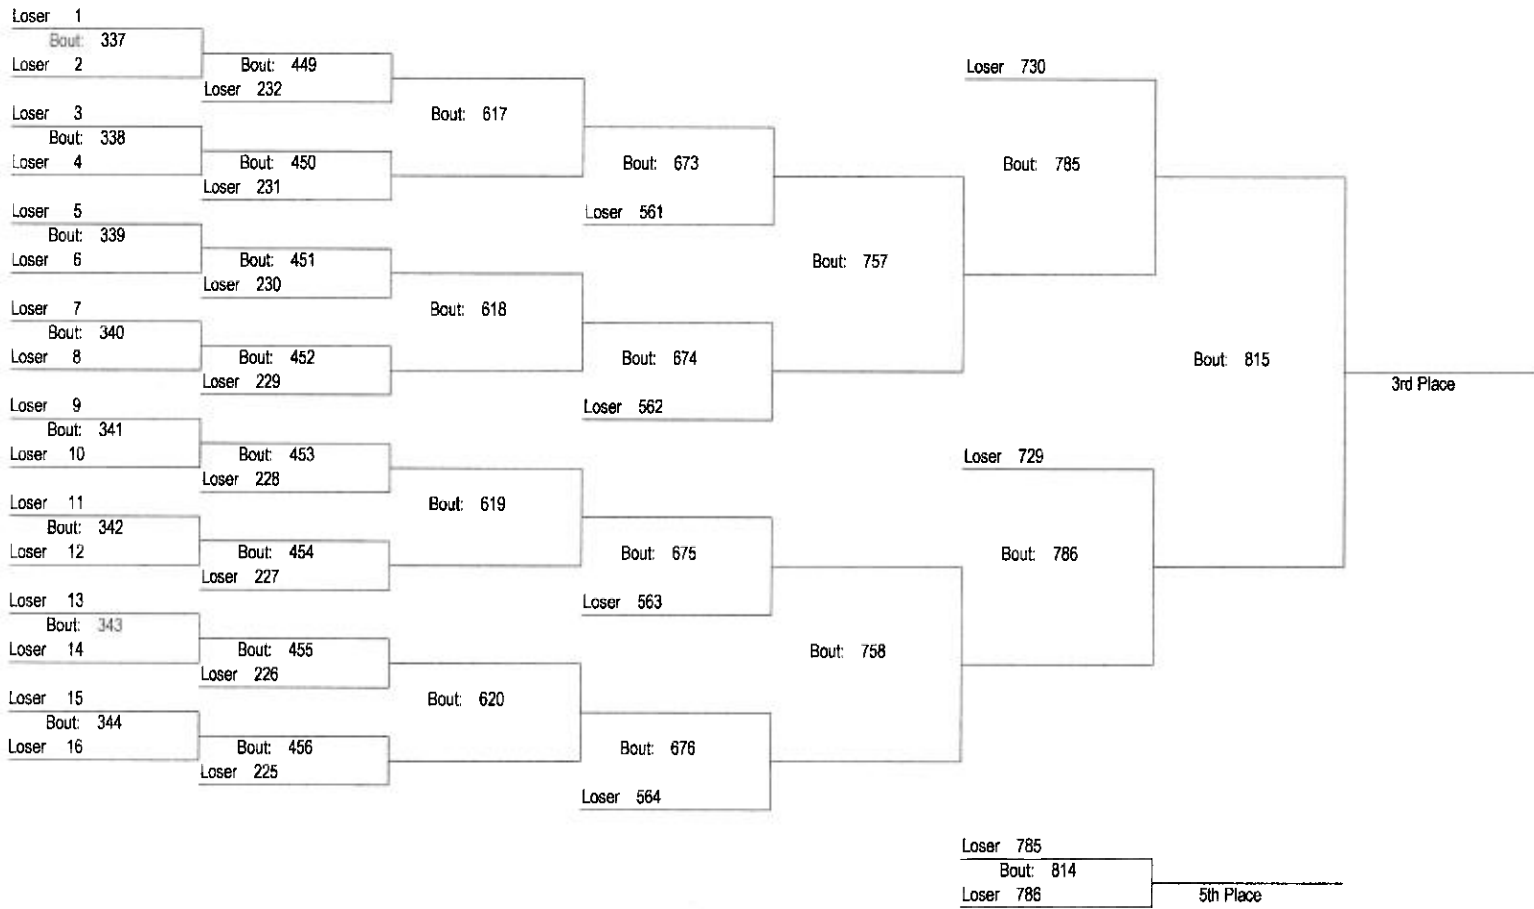 Loser 1
Bout: 337
Loser 2
Bout: 449
Loser 232
Loser 3
Bout: 338
Loser 4
Bout: 450
Loser 231
Bout: 617
Loser 5
Bout: 339
Loser 6
Bout: 451
Loser 230
Loser 7
Bout: 340
Loser 8
Bout: 452
Loser 229
Bout: 618
Loser 9
Bout: 341
Loser 10
Bout: 453
Loser 228
Loser 11
Bout: 342
Loser 12
Bout: 454
Loser 227
Bout: 619
Loser 13
Bout: 343
Loser 14
Bout: 455
Loser 226
Loser 15
Bout: 344
Loser 16
Bout: 456
Loser 225
Bout: 620
Bout: 673
Loser 561
Bout: 674
Loser 562
Bout: 757
Bout: 675
Loser 563
Bout: 676
Loser 564
Bout: 758
Loser 730
Bout: 785
Loser 729
Bout: 786
Bout: 815
3rd Place
Loser 785
Bout: 814
Loser 786
5th Place